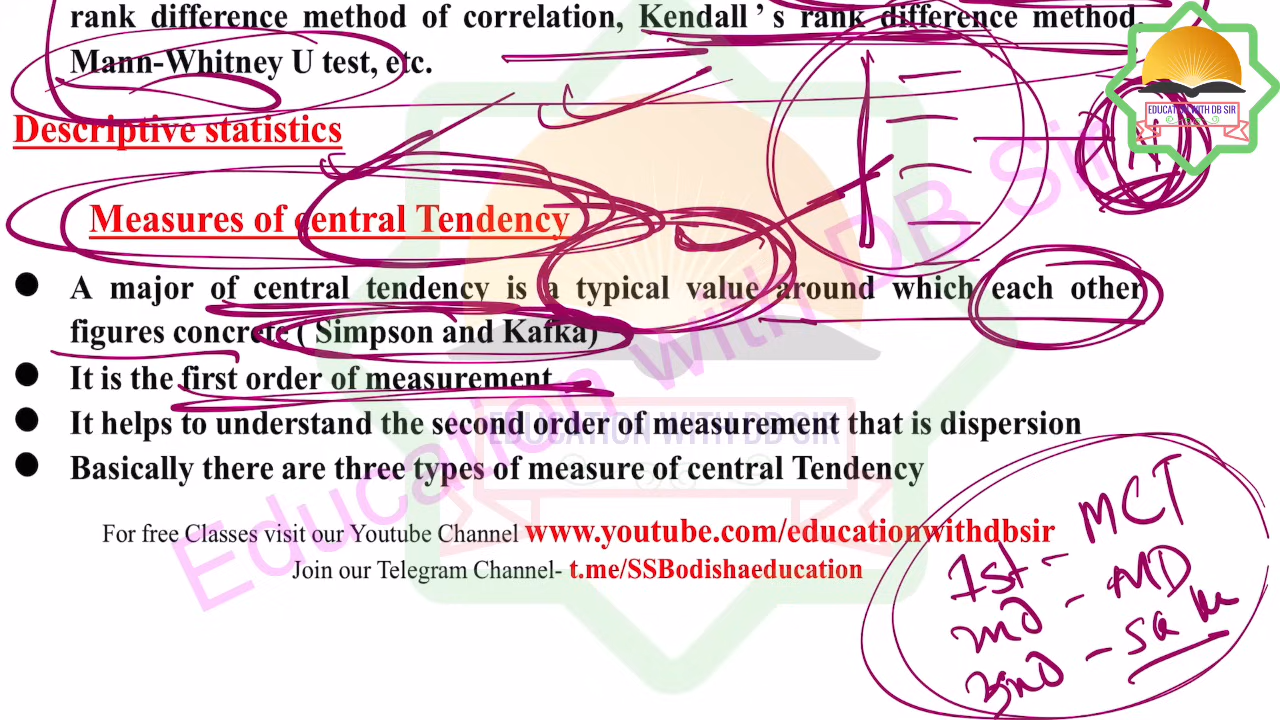 rank difference method of correlation, Kendall ’ s rank difference method,
Mann-Whitney U test, etc.
EDUCATION WITH DB SIR
Descriptive statistics
Measures of central Tendency
● A major of central tendency is a typical value around which each other
figures concrete ( Simpson and Kafka)
● It is the first order of measurement
● It helps to understand the second order of measurement that is dispersion
● Basically there are three types of measure of central Tendency
Education with DB Sir
EDUCATION WITH DB SIR
For free Classes visit our Youtube Channel www.youtube.com/educationwithdbsir
Join our Telegram Channel- t.me/SSBodishaeducation
1st - MCT
2nd - MD